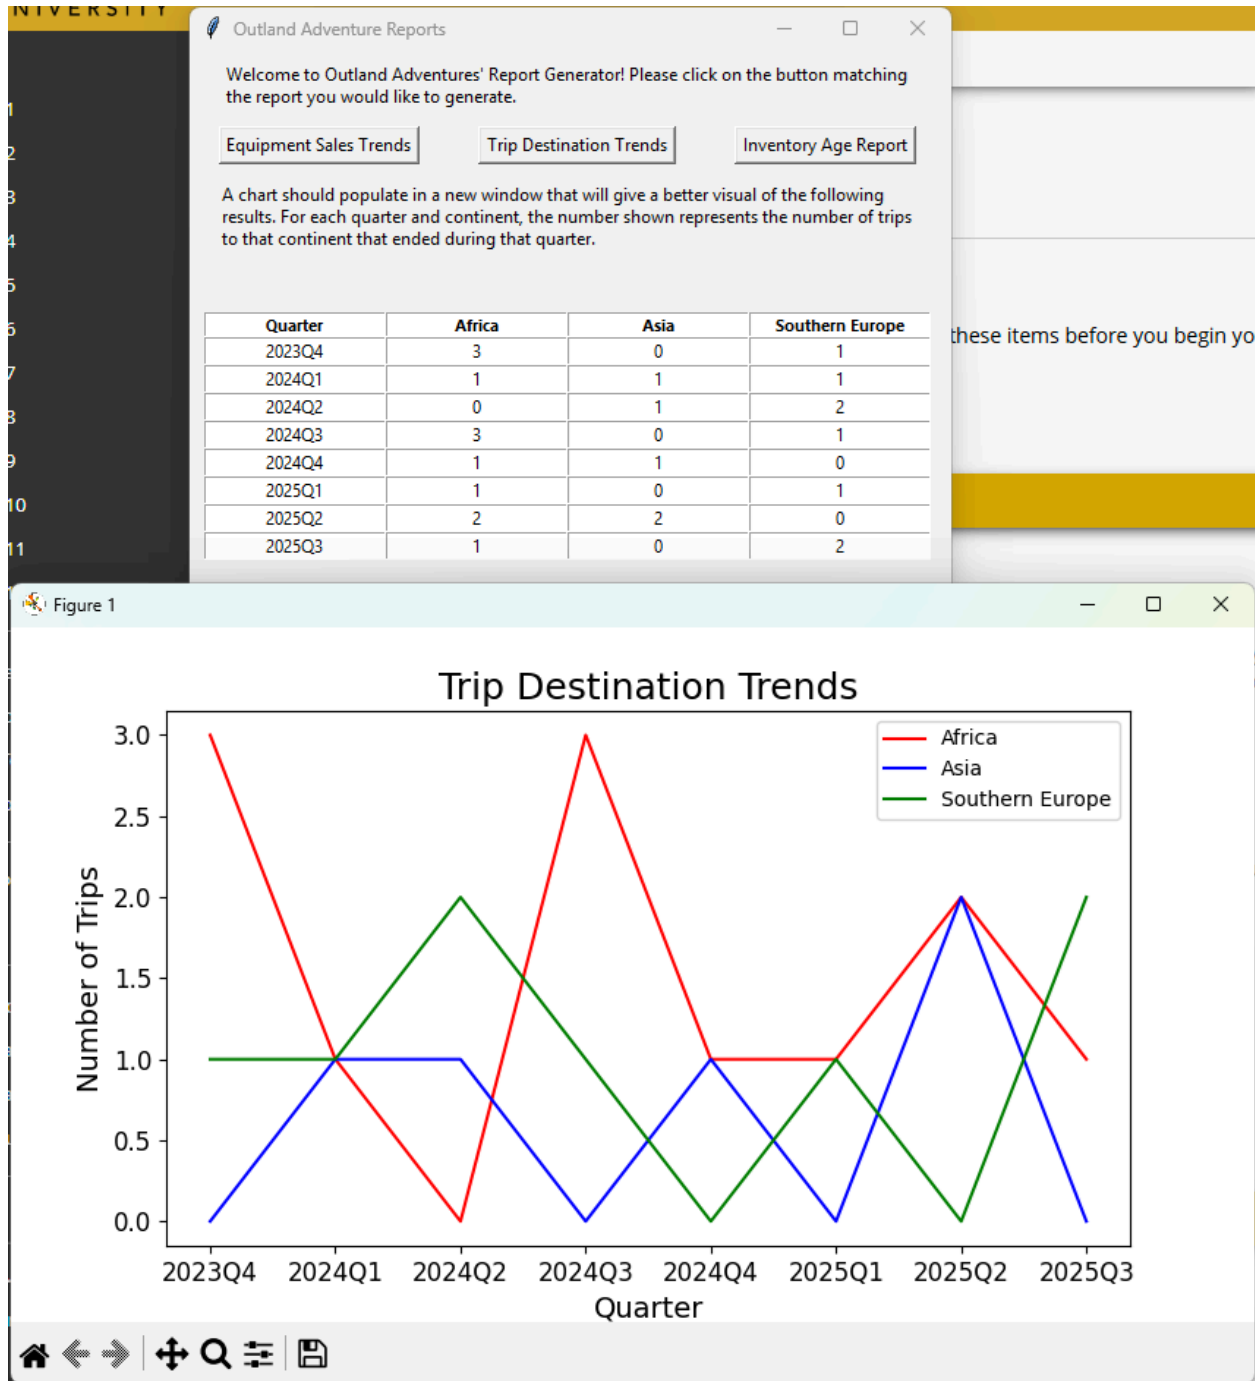 NIVERSITY
Outland Adventure Reports
Welcome to Outland Adventures' Report Generator! Please click on the button matching
the report you would like to generate.
Equipment Sales Trends
Trip Destination Trends
Inventory Age Report
A chart should populate in a new window that will give a better visual of the following
results. For each quarter and continent, the number shown represents the number of trips
to that continent that ended during that quarter.
Quarter Africa Asia Southern Europe
2023Q4 3 0 1
2024Q1 1 1 1
2024Q2 0 1 2
2024Q3 3 0 1
2024Q4 1 1 0
2025Q1 1 0 1
2025Q2 2 2 0
2025Q3 1 0 2
1
2
3
4
5
6
7
8
9
10
11
these items before you begin yo
Figure 1
Trip Destination Trends
Africa
Asia
Southern Europe
Number of Trips
3.0
2.5
2.0
1.5
1.0
0.5
0.0
2023Q4 2024Q1 2024Q2 2024Q3 2024Q4 2025Q1 2025Q2 2025Q3
Quarter